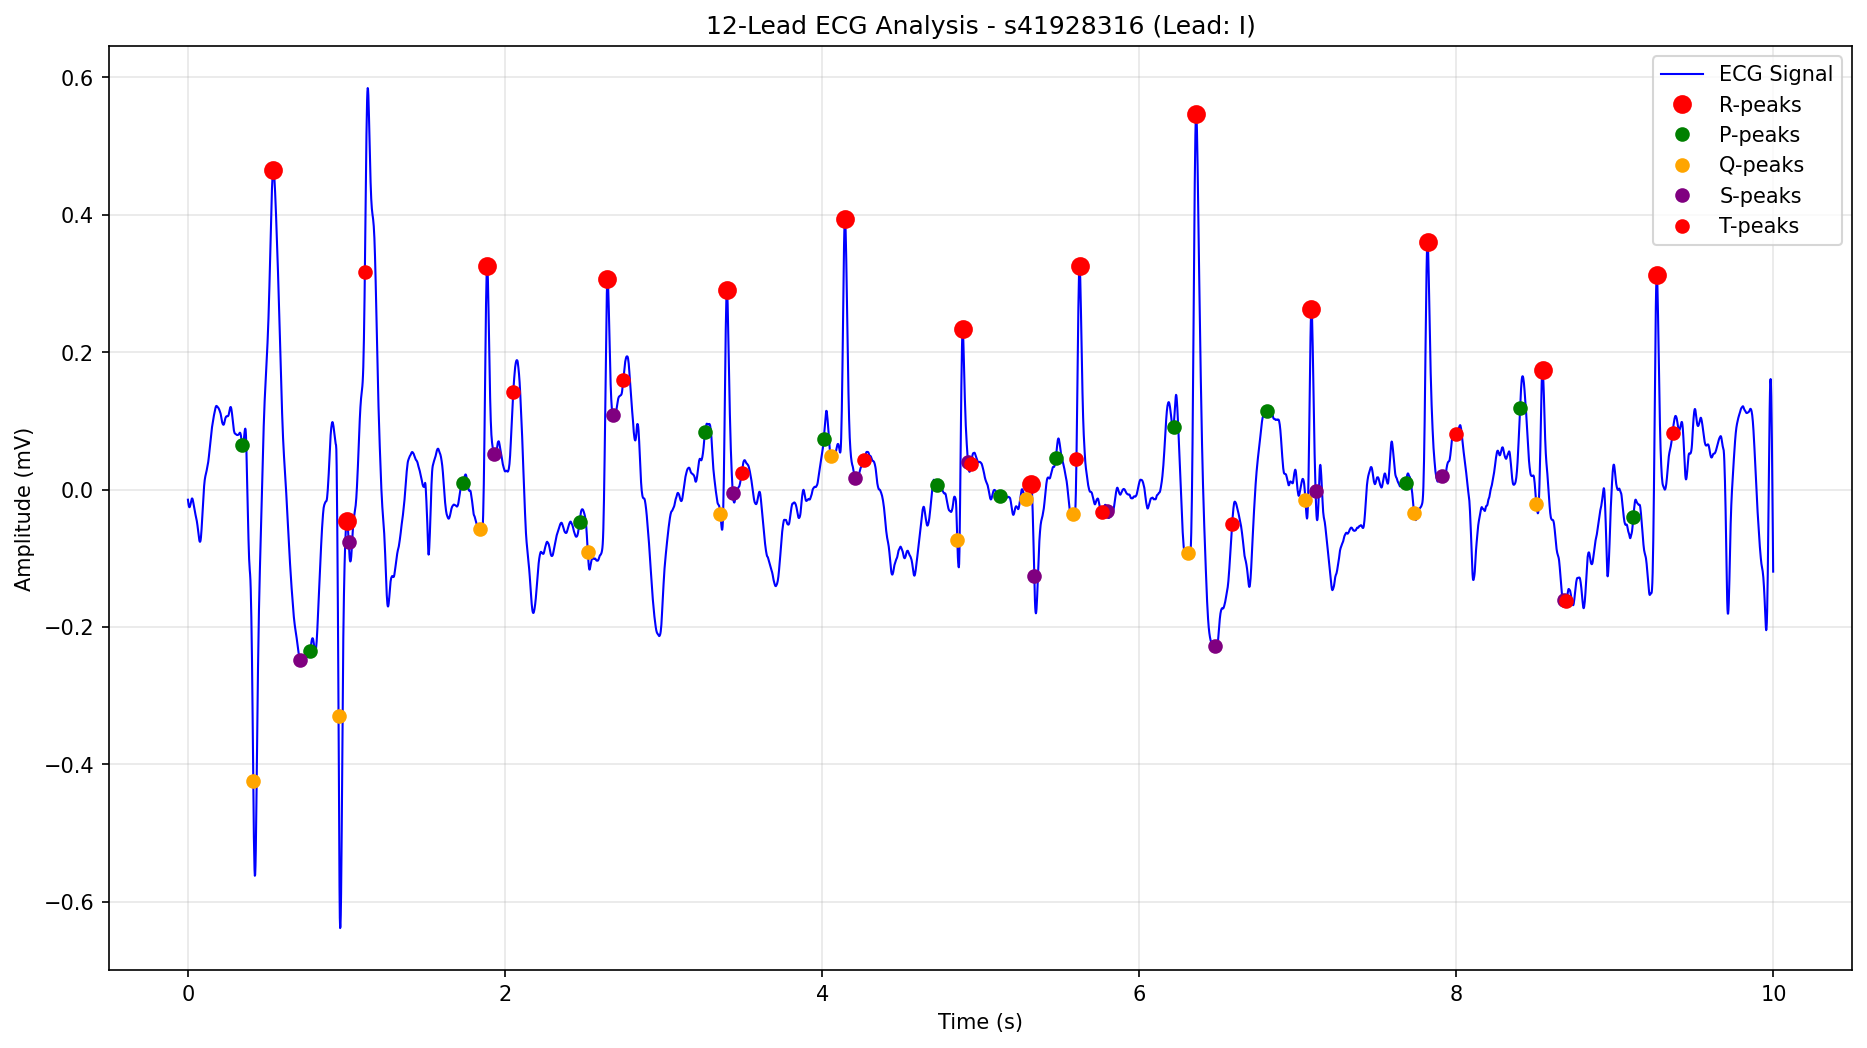 12-Lead ECG Analysis - s41928316 (Lead: I)
ECG Signal
R-peaks
P-peaks
Q-peaks
S-peaks
T-peaks
Amplitude (mV)
0.6
0.4
0.2
0.0
−0.2
−0.4
−0.6
0 2 4 6 8 10
Time (s)